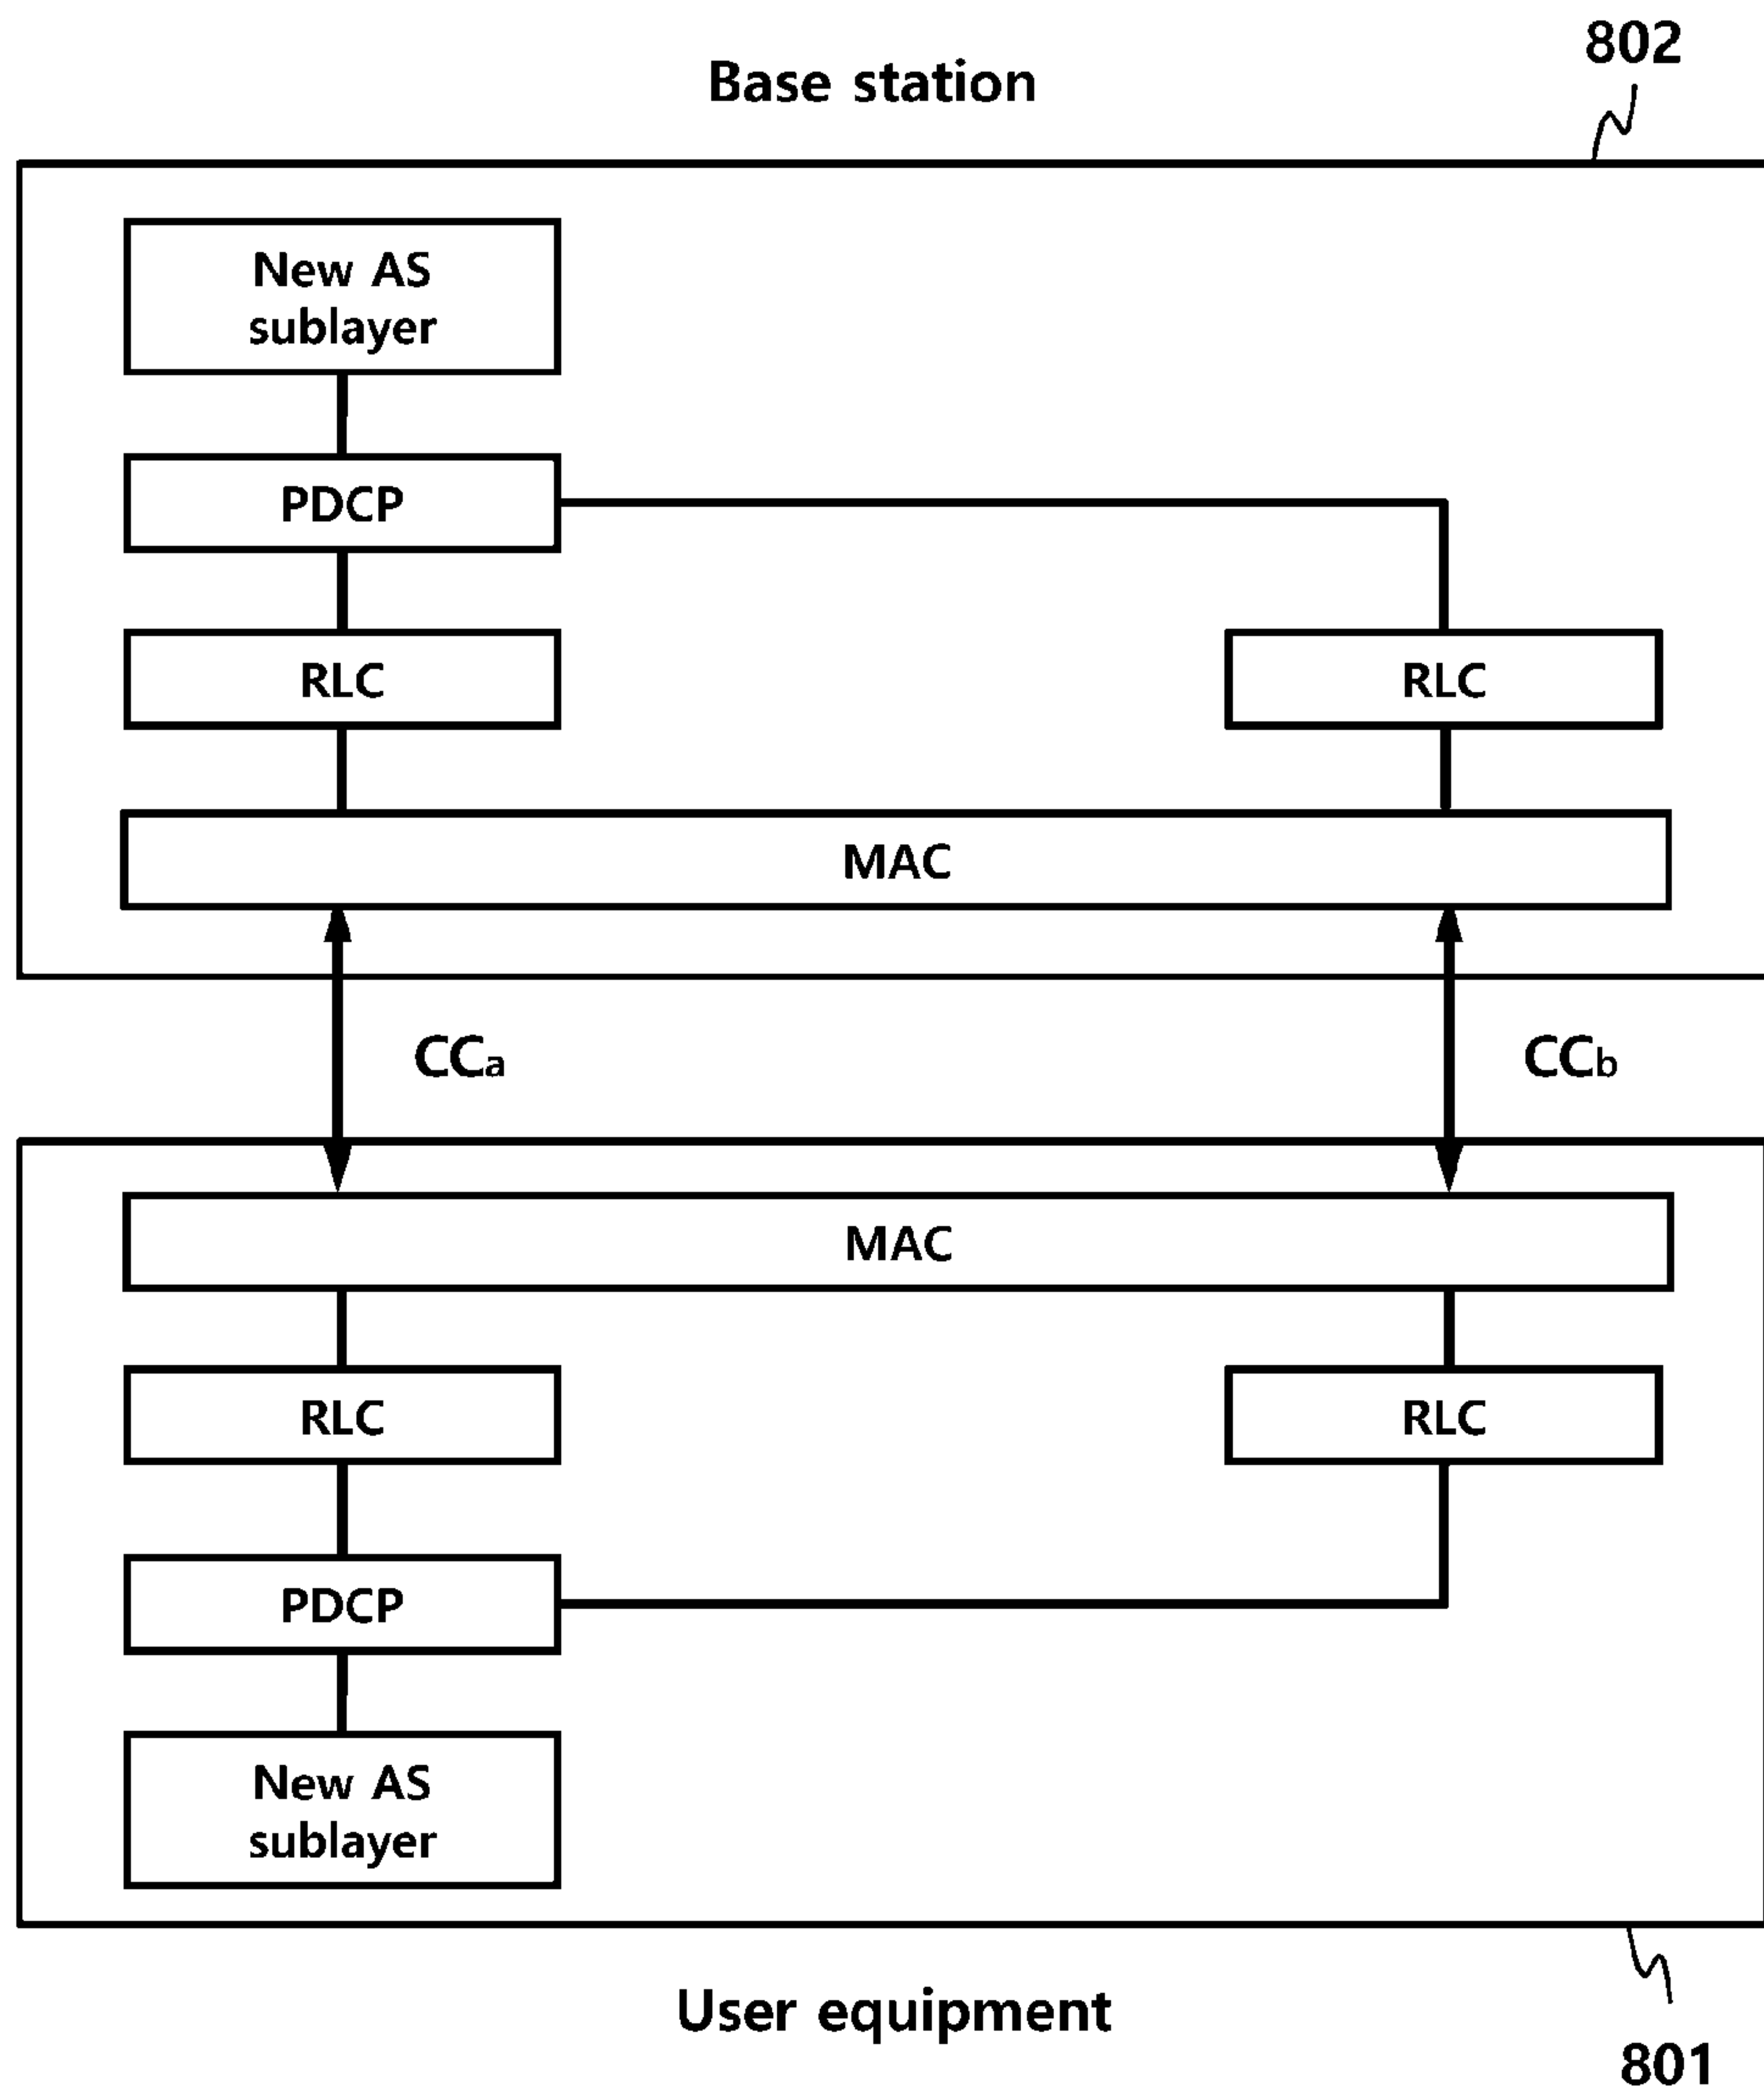 802
Base station
New AS
sublayer
PDCP
RLC
RLC
MAC
CCa
CCb
MAC
RLC
RLC
PDCP
New AS
sublayer
User equipment
801